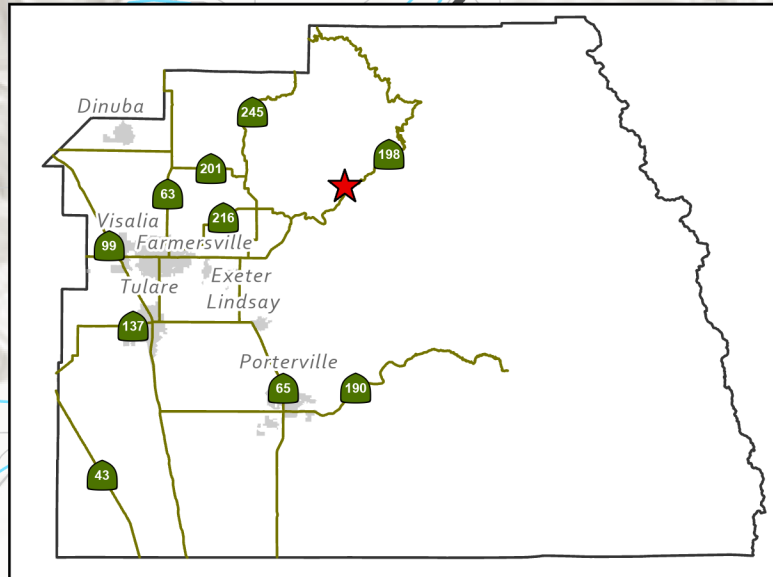 Dinuba
245
198
201
63
216
Visalia
99
Farmersville
Exeter
Tulare
Lindsay
137
Porterville
65
190
43